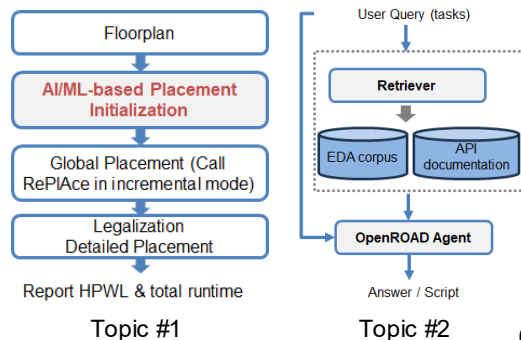 Floorplan
AI/ML-based Placement
Initialization
Global Placement (Call
RePlAce in incremental mode)
Legalization
Detailed Placement
Report HPWL & total runtime
Topic #1
User Query (tasks)
Retriever
EDA corpus
API
documentation
OpenROAD Agent
Answer / Script
Topic #2